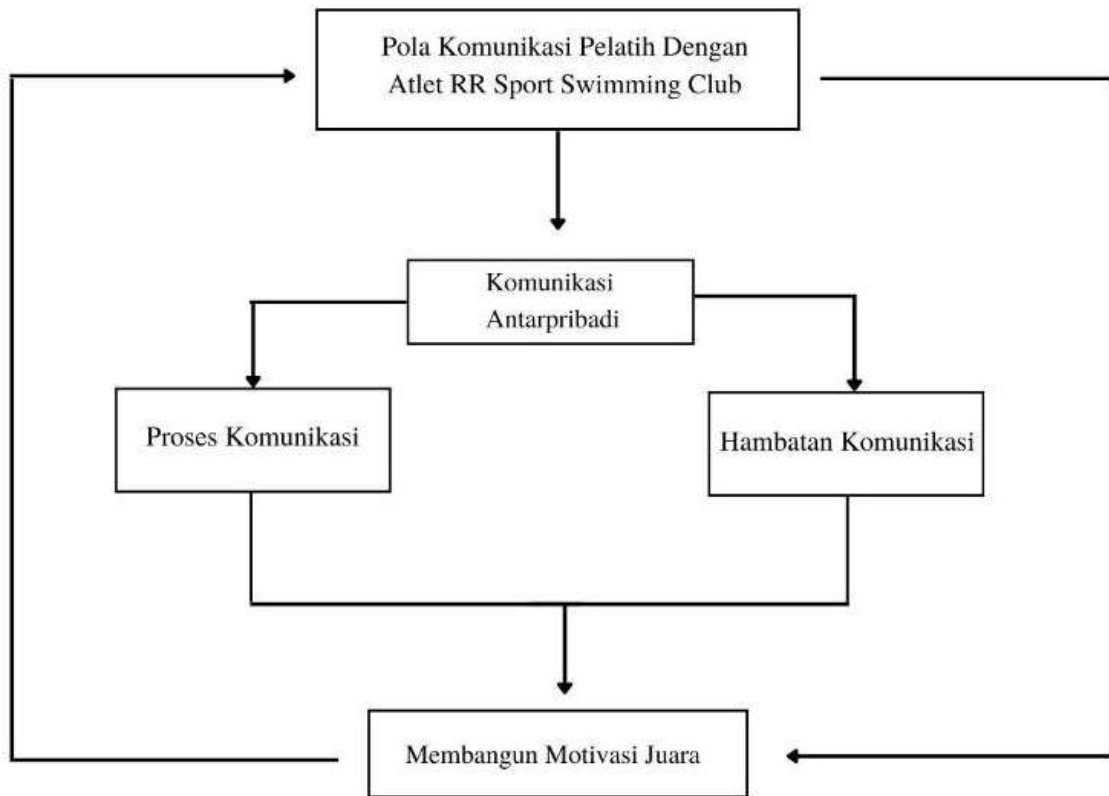 Pola Komunikasi Pelatih Dengan
Atlet RR Sport Swimming Club
Komunikasi
Antarpribadi
Proses Komunikasi
Hambatan Komunikasi
Membangun Motivasi Juara